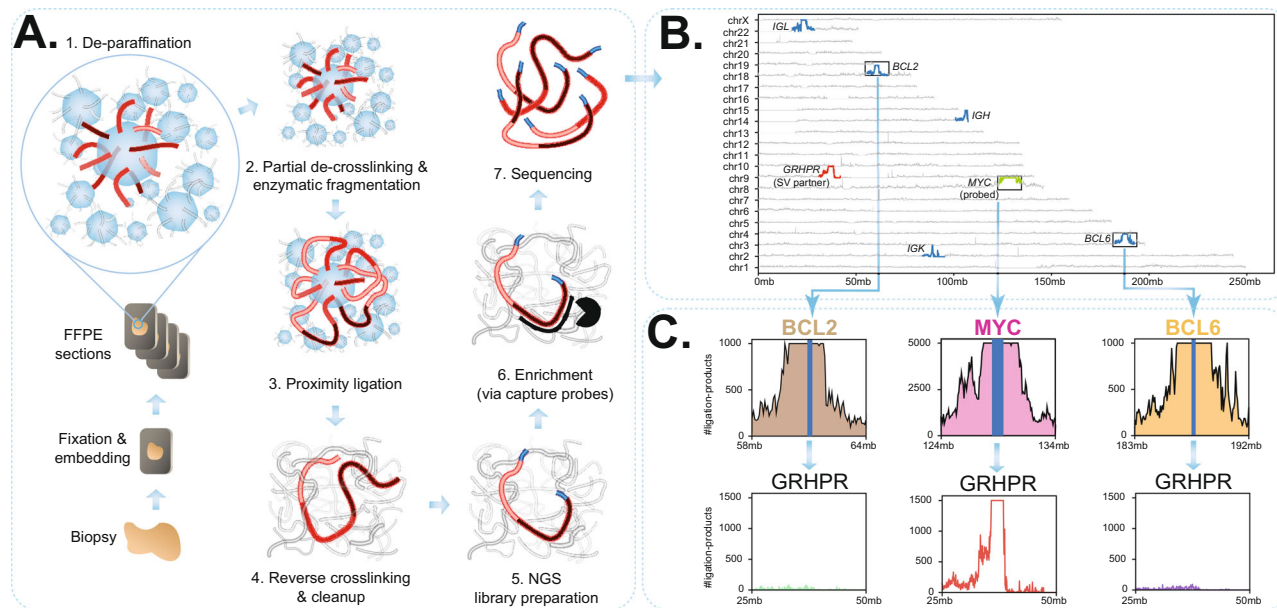 A.
1. De-paraffination
2. Partial de-crosslinking &
enzymatic fragmentation
3. Proximity ligation
4. Reverse crosslinking
& cleanup
5. NGS
library preparation
6. Enrichment
(via capture probes)
7. Sequencing
FFPE
sections
Fixation &
embedding
Biopsy
B.
chrX
chr22
chr21
chr20
chr19
chr18
chr17
chr16
chr15
chr14
chr13
chr12
chr11
chr10
chr9
chr8
chr7
chr6
chr5
chr4
chr3
chr2
chr1
IGL
BCL2
IGH
GRHPR
(SV partner)
MYC
(probed)
BCL6
IGK
0mb 50mb 100mb 150mb 200mb 250mb
C.
BCL2
#ligation-products
1000
500
0
58mb 64mb
MYC
5000
2500
0
124mb 134mb
BCL6
1000
500
0
183mb 192mb
GRHPR
#ligation-products
1500
1000
500
0
25mb 50mb
GRHPR
1500
1000
500
0
25mb 50mb
GRHPR
1500
1000
500
0
25mb 50mb